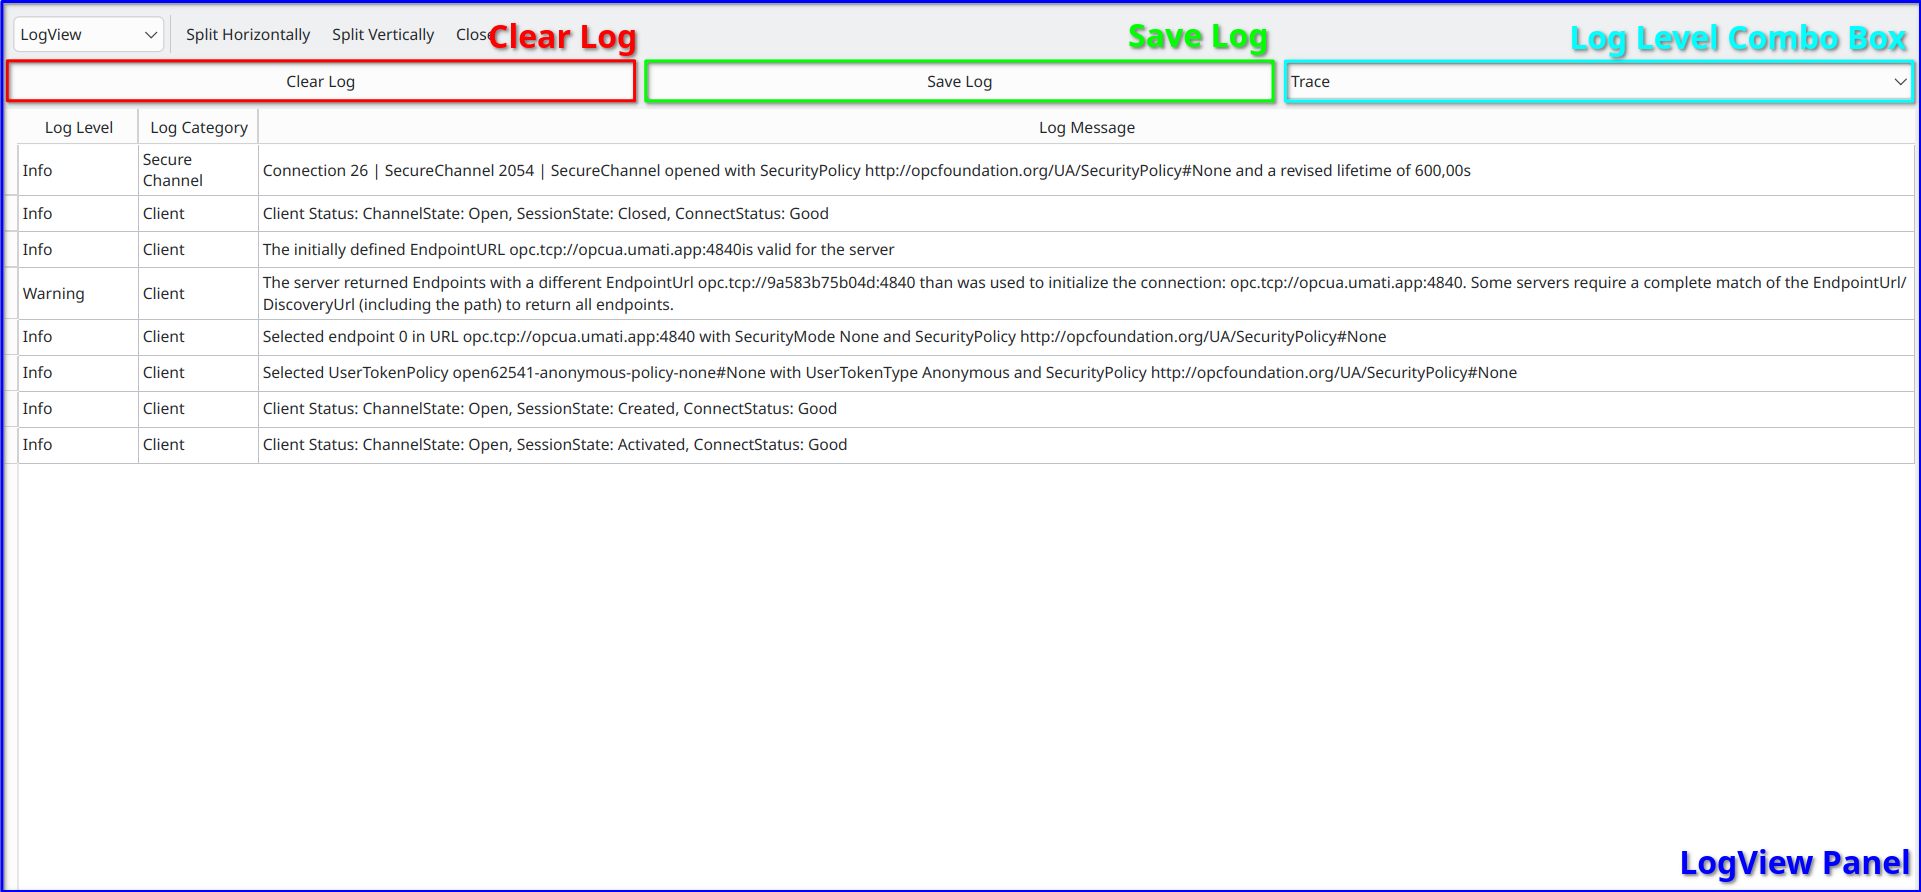 LogView
Split Horizontally
Split Vertically
Close
Clear Log
Save Log
Log Level Combo Box
Clear Log
Save Log
Trace
Log Level
Log Category
Log Message
Info
Secure
Channel
Connection 26 | SecureChannel 2054 | SecureChannel opened with SecurityPolicy http://opcfoundation.org/UA/SecurityPolicy#None and a revised lifetime of 600,00s
Info
Client
Client Status: ChannelState: Open, SessionState: Closed, ConnectStatus: Good
Info
Client
The initially defined EndpointURL opc.tcp://opcua.umati.app:4840is valid for the server
Warning
Client
The server returned Endpoints with a different EndpointUrl opc.tcp://9a583b75b04d:4840 than was used to initialize the connection: opc.tcp://opcua.umati.app:4840. Some servers require a complete match of the EndpointUrl/
DiscoveryUrl (including the path) to return all endpoints.
Info
Client
Selected endpoint 0 in URL opc.tcp://opcua.umati.app:4840 with SecurityMode None and SecurityPolicy http://opcfoundation.org/UA/SecurityPolicy#None
Info
Client
Selected UserTokenPolicy open62541-anonymous-policy-none#None with UserTokenType Anonymous and SecurityPolicy http://opcfoundation.org/UA/SecurityPolicy#None
Info
Client
Client Status: ChannelState: Open, SessionState: Created, ConnectStatus: Good
Info
Client
Client Status: ChannelState: Open, SessionState: Activated, ConnectStatus: Good
LogView Panel